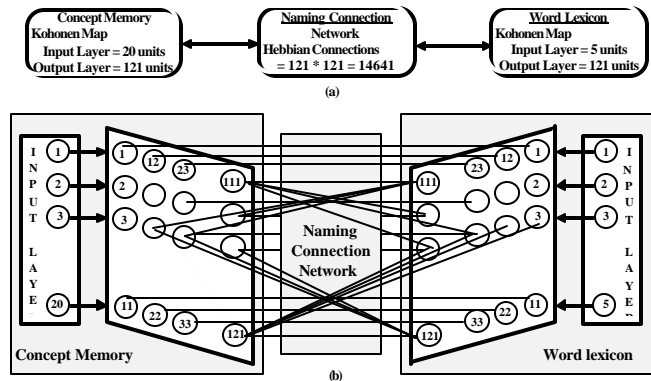 Concept Memory
Kohonen Map
Input Layer = 20 units
Output Layer = 121 units
Naming Connection
Network
Hebbian Connections
= 121 * 121 = 14641
Word Lexicon
Kohonen Map
Input Layer = 5 units
Output Layer = 121 units
(a)
I
N
P
U
T
L
A
Y
E
1
2
3
20
1
12
23
111
2
3
11
22
33
121
Concept Memory
Naming
Connection
Network
111
23
12
1
2
3
11
22
33
121
Word lexicon
1
2
3
5
I
N
P
U
T
L
A
Y
E
(b)